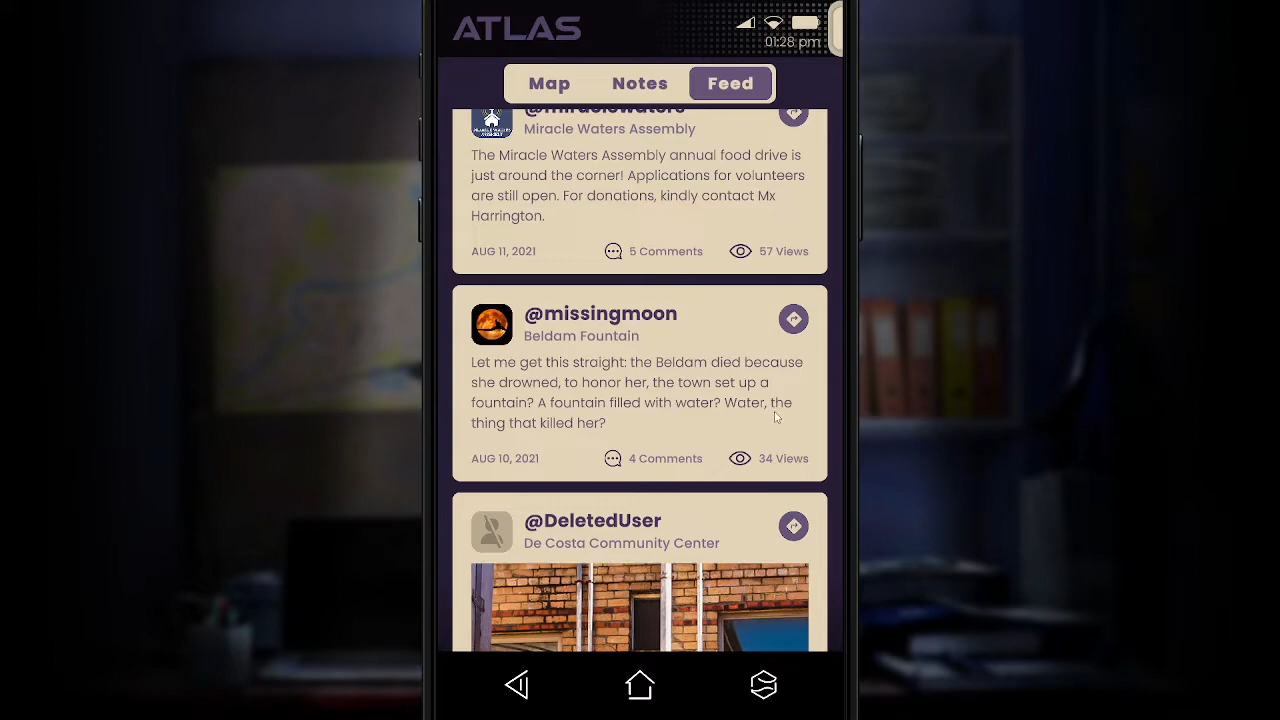 ATLAS
01:28 pm
Map Notes Feed
@miraclewaters
Miracle Waters Assembly
The Miracle Waters Assembly annual food drive is
just around the corner! Applications for volunteers
are still open. For donations, kindly contact Mx
Harrington.
AUG 11, 2021 5 Comments 57 Views
@missingmoon
Beldam Fountain
Let me get this straight: the Beldam died because
she drowned, to honor her, the town set up a
fountain? A fountain filled with water? Water, the
thing that killed her?
AUG 10, 2021 4 Comments 34 Views
@DeletedUser
De Costa Community Center